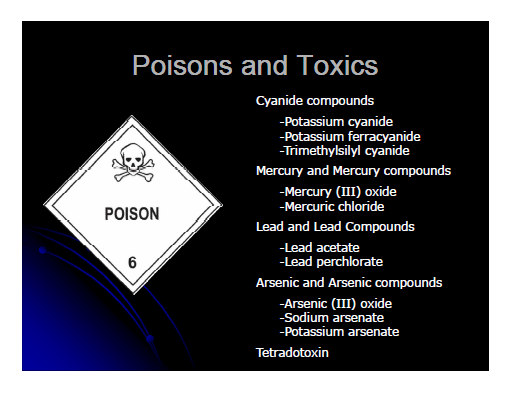 Poisons and Toxics
Cyanide compounds
-Potassium cyanide
-Potassium ferracyanide
-Trimethylsilyl cyanide
Mercury and Mercury compounds
-Mercury (III) oxide
-Mercuric chloride
Lead and Lead Compounds
-Lead acetate
-Lead perchlorate
Arsenic and Arsenic compounds
-Arsenic (III) oxide
-Sodium arsenate
-Potassium arsenate
Tetradotoxin
POISON
6